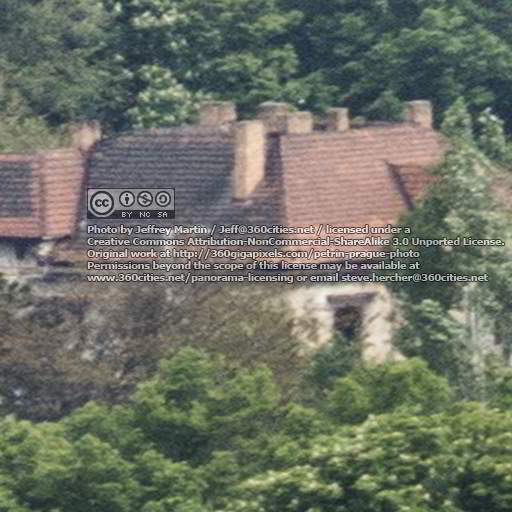 cc BY NC SA
Photo by Jeffrey Martin / Jeff@360cities.net / licensed under a
Creative Commons Attribution-NonCommercial-ShareAlike 3.0 Unported License.
Original work at http://360gigapixels.com/petrin-prague-photo
Permissions beyond the scope of this license may be available at
www.360cities.net/panorama-licensing or email steve.hercher@360cities.net